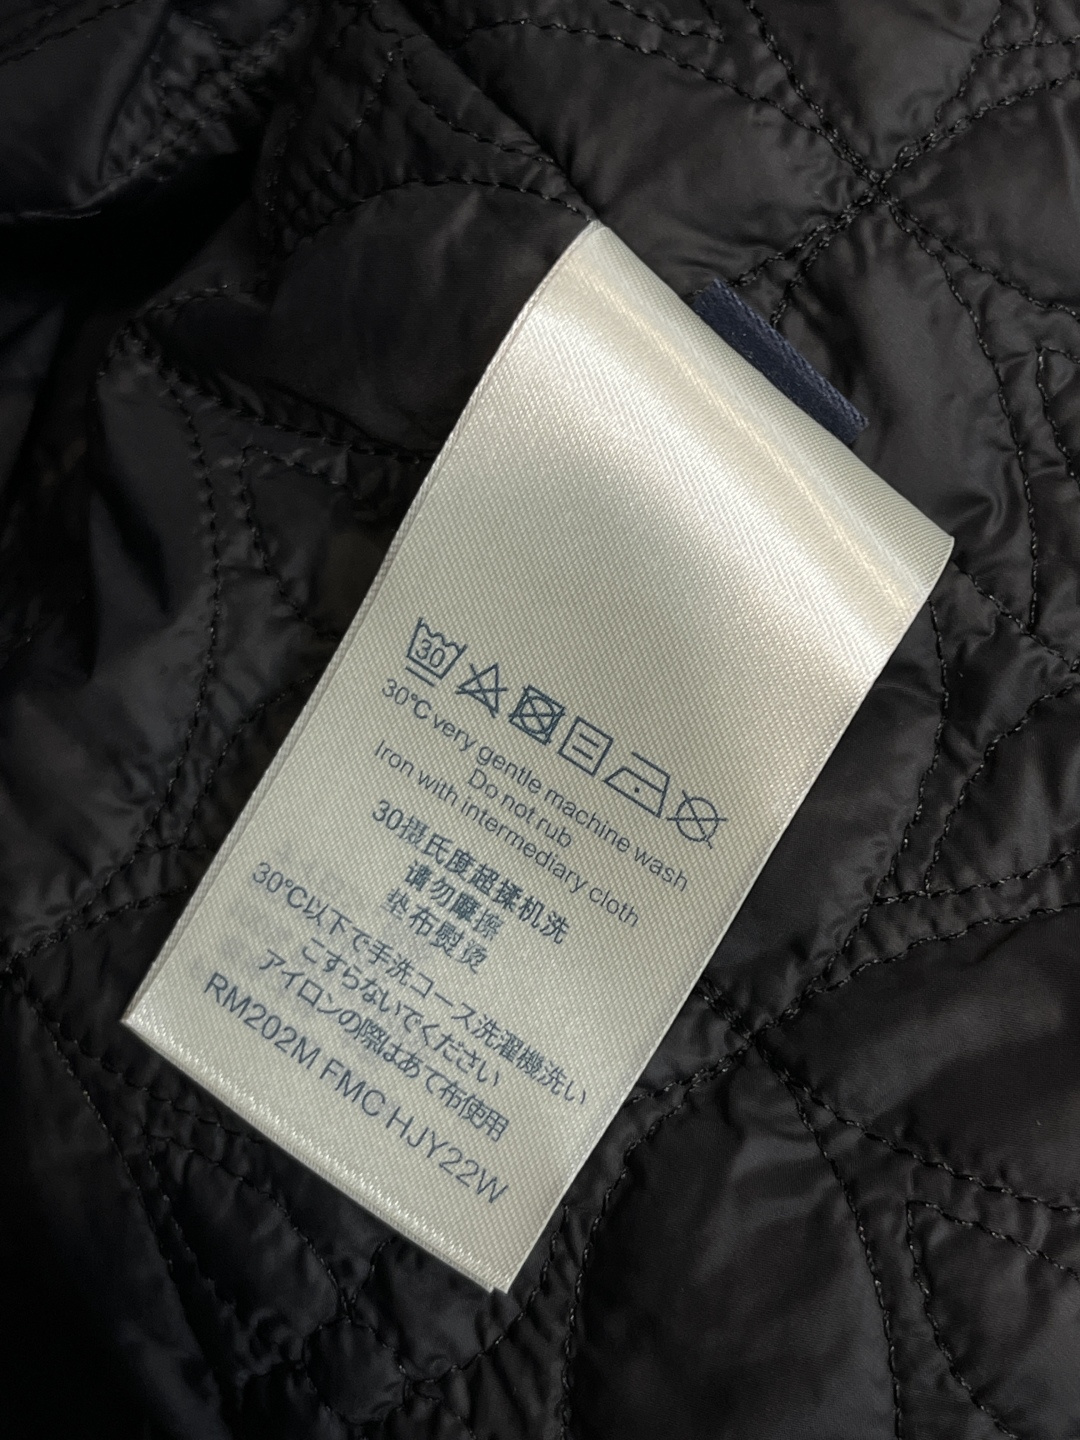 30
30°C very gentle machine wash
Do not rub
Iron with intermediary cloth
30摄氏度超揉机洗
请勿摩擦
垫布熨烫
30℃以下で手洗コース洗濯機洗い
こすらないでください
アイロンの際はあて布使用
RM202M FMC HJY22W